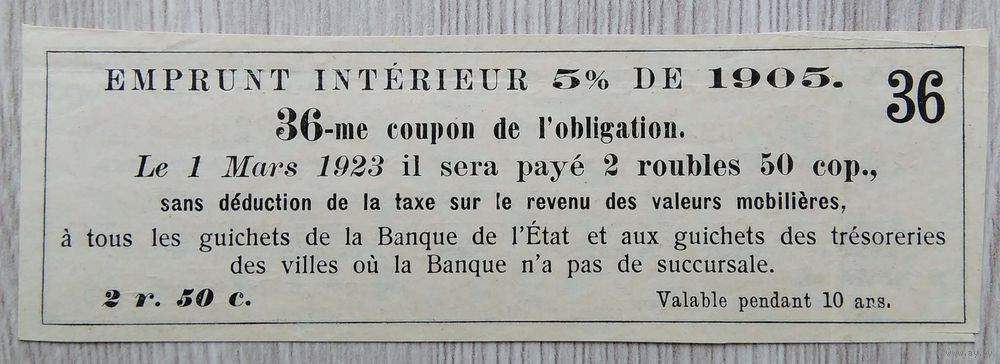 EMPRUNT INTÉRIEUR 5% DE 1905.
36
36-me coupon de l'obligation.
Le 1 Mars 1923 il sera payé 2 roubles 50 cop.,
sans déduction de la taxe sur le revenu des valeurs mobilières,
à tous les guichets de la Banque de l'État et aux guichets des trésoreries
des villes où la Banque n'a pas de succursale.
2 r. 50 c.
Valable pendant 10 ans.